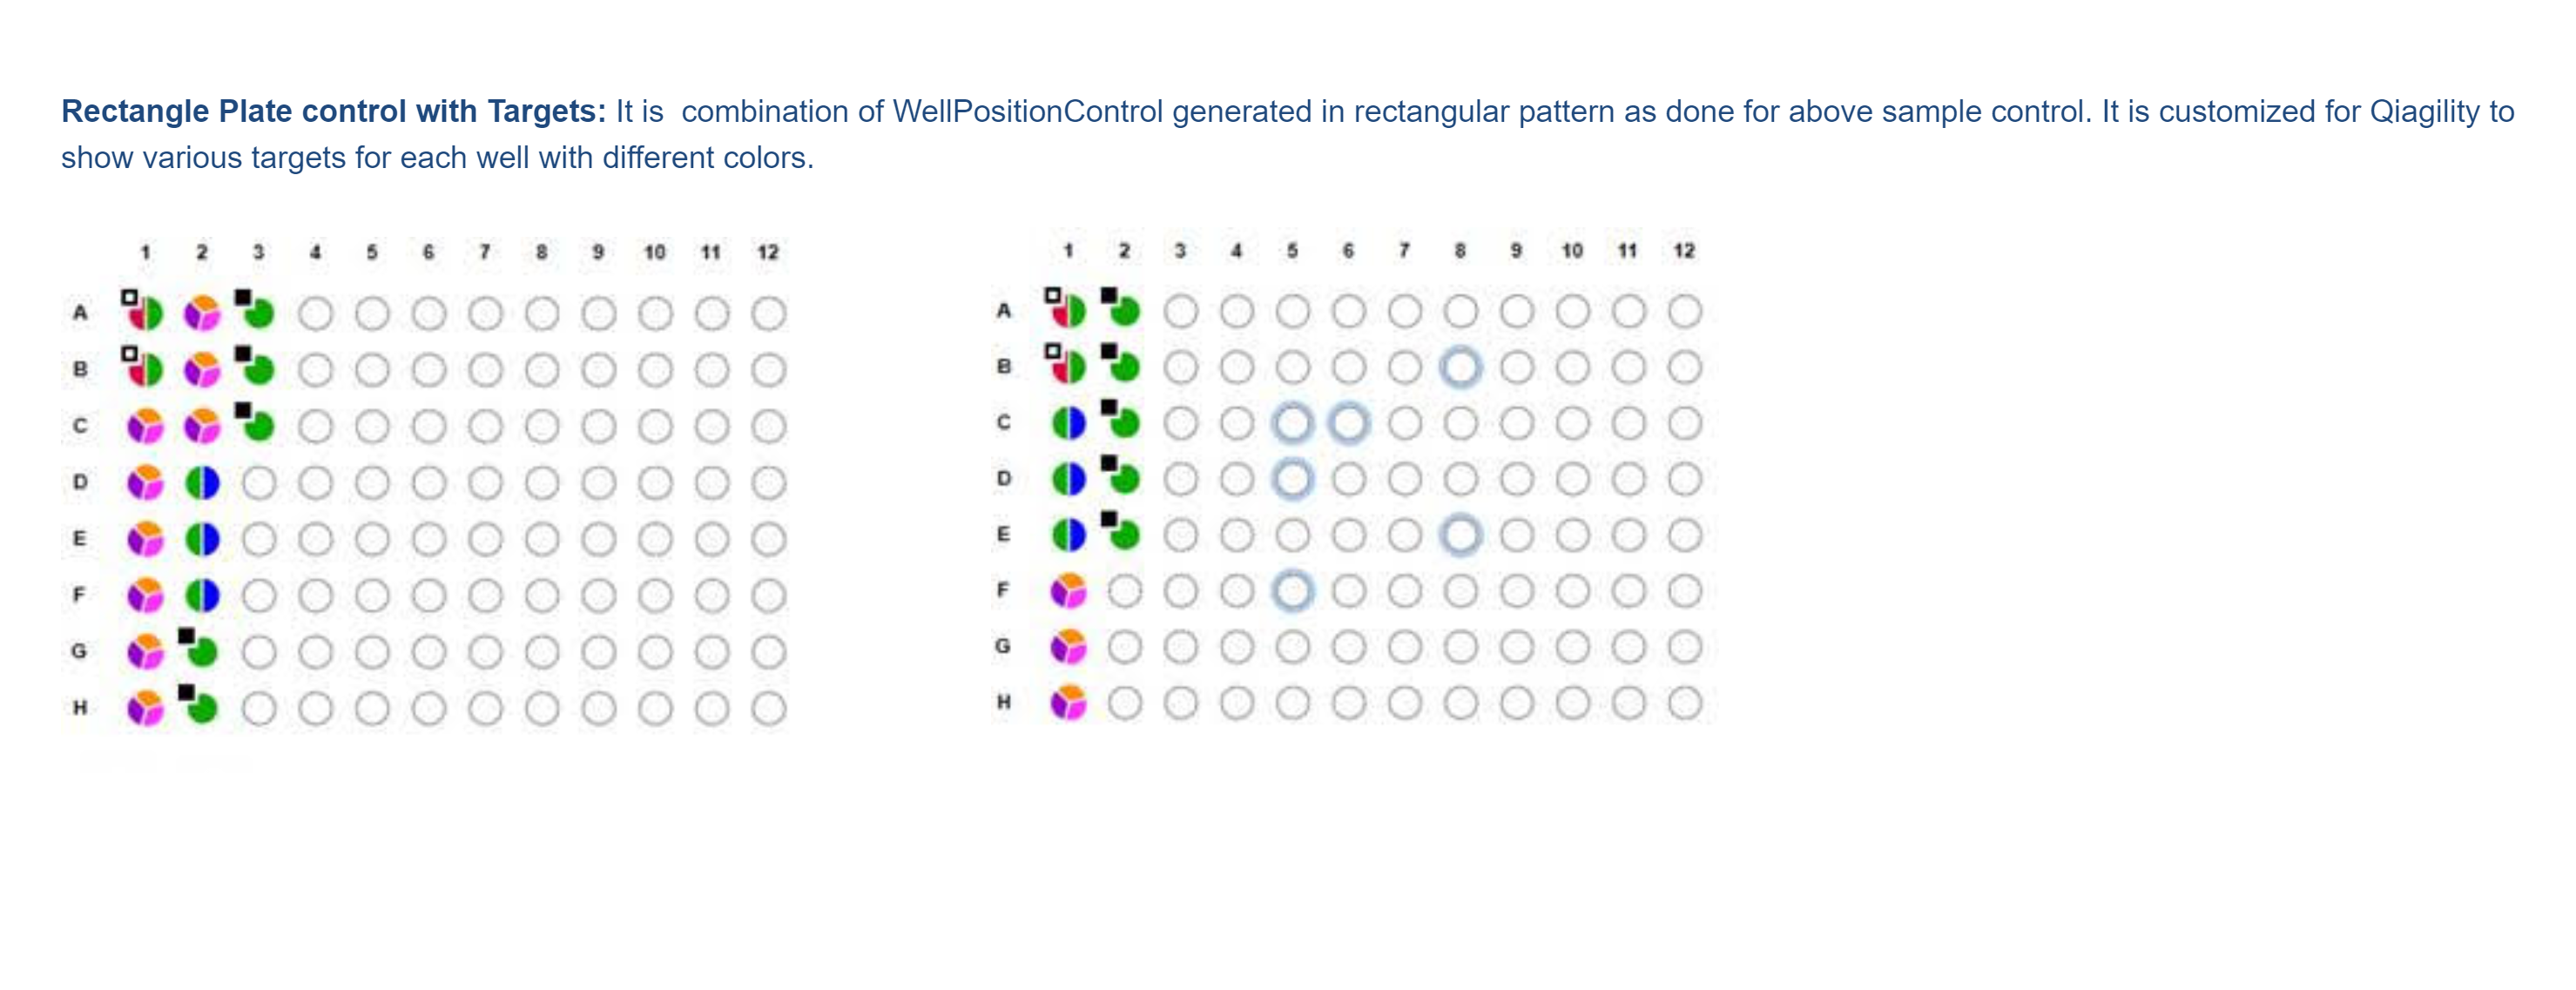 Rectangle Plate control with Targets: It is  combination of WellPositionControl generated in rectangular pattern as done for above sample control. It is customized for Qiagility to
show various targets for each well with different colors.
1 2 3 4 5 6 7 8 9 10 11 12
A
B
C
D
E
F
G
H
1 2 3 4 5 6 7 8 9 10 11 12
A
B
C
D
E
F
G
H